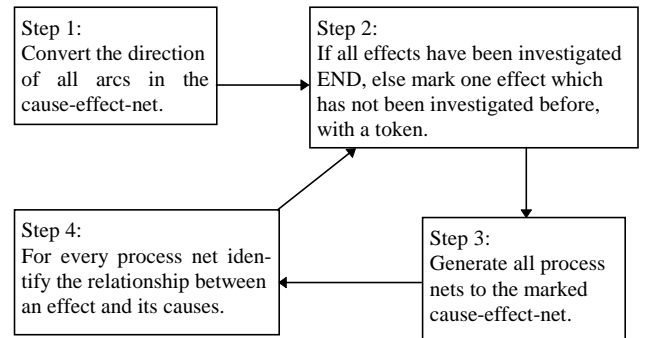 Step 1:
Convert the direction
of all arcs in the
cause-effect-net.
Step 2:
If all effects have been investigated
END, else mark one effect which
has not been investigated before,
with a token.
Step 3:
Generate all process
nets to the marked
cause-effect-net.
Step 4:
For every process net iden-
tify the relationship between
an effect and its causes.